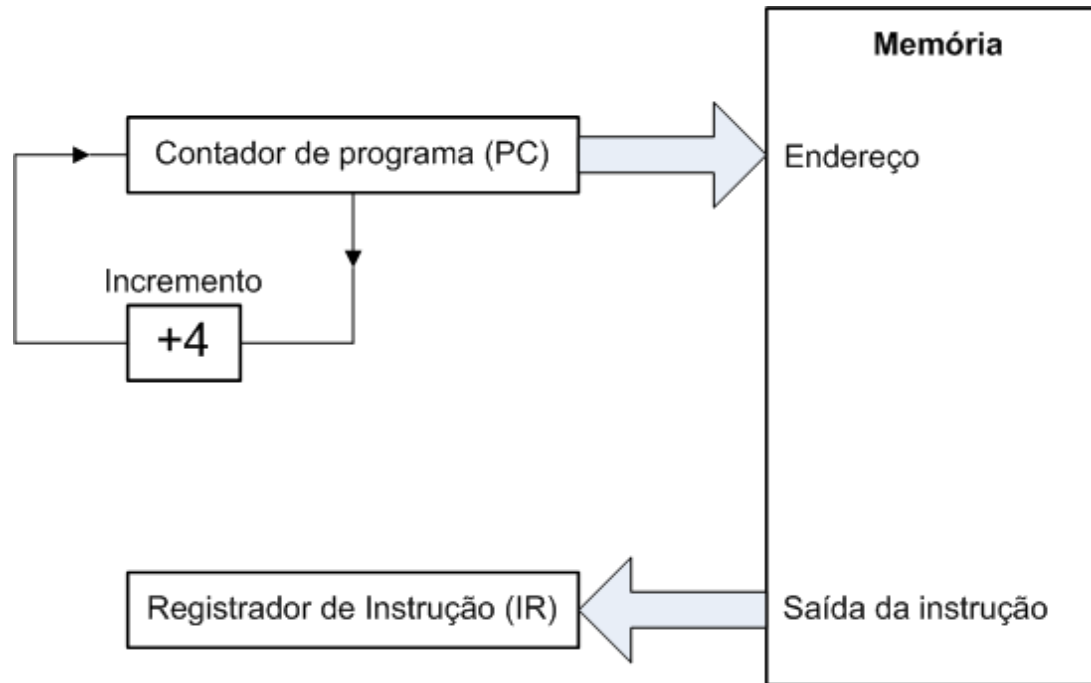 Memória
Contador de programa (PC)
Endereço
Incremento
+4
Registrador de Instrução (IR)
Saída da instrução